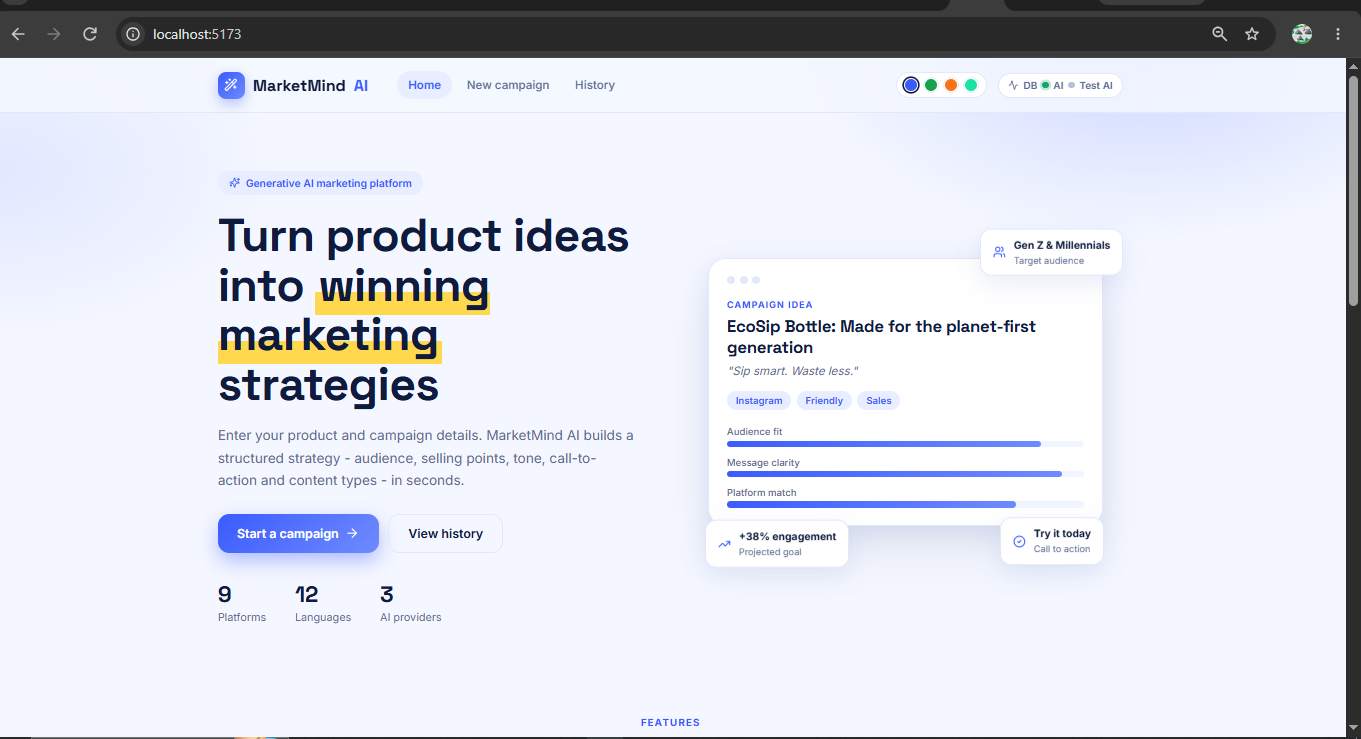 localhost:5173
MarketMind AI
Home
New campaign
History
DB AI Test AI
Generative AI marketing platform
Turn product ideas
into winning
marketing
strategies
Enter your product and campaign details. MarketMind AI builds a
structured strategy - audience, selling points, tone, call-to-
action and content types - in seconds.
Start a campaign
View history
9
Platforms
12
Languages
3
AI providers
Gen Z & Millennials
Target audience
CAMPAIGN IDEA
EcoSip Bottle: Made for the planet-first
generation
"Sip smart. Waste less."
Instagram
Friendly
Sales
Audience fit
Message clarity
Platform match
+38% engagement
Projected goal
Try it today
Call to action
FEATURES